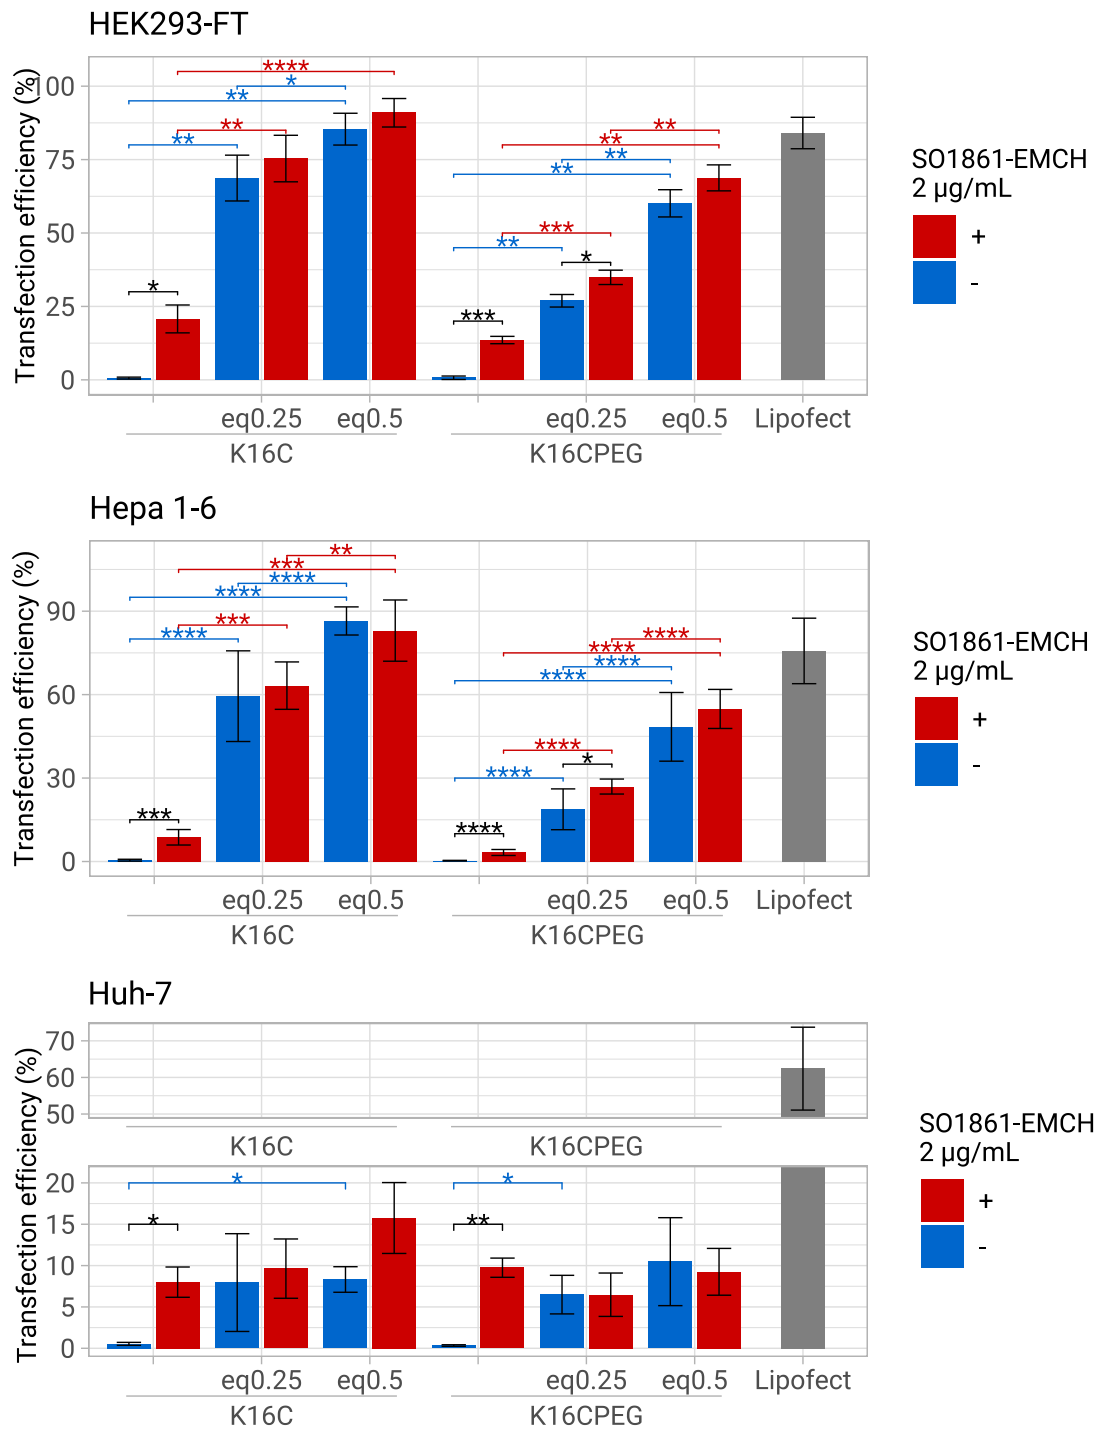 HEK293-FT
Transfection efficiency (%)
100
75
50
25
0
****
*
**
**
**
*
**
**
**
**
***
**
*
***
eq0.25 eq0.5 eq0.25 eq0.5 Lipofect
K16C K16CPEG
SO1861-EMCH
2 µg/mL
+
-
Hepa 1-6
Transfection efficiency (%)
90
60
30
0
**
***
****
****
***
****
***
****
****
****
****
****
*
****
****
eq0.25 eq0.5 eq0.25 eq0.5 Lipofect
K16C K16CPEG
SO1861-EMCH
2 µg/mL
+
-
Huh-7
Transfection efficiency (%)
70
60
50
K16C K16CPEG
20
15
10
5
0
*
*
*
**
eq0.25 eq0.5 eq0.25 eq0.5 Lipofect
K16C K16CPEG
SO1861-EMCH
2 µg/mL
+
-